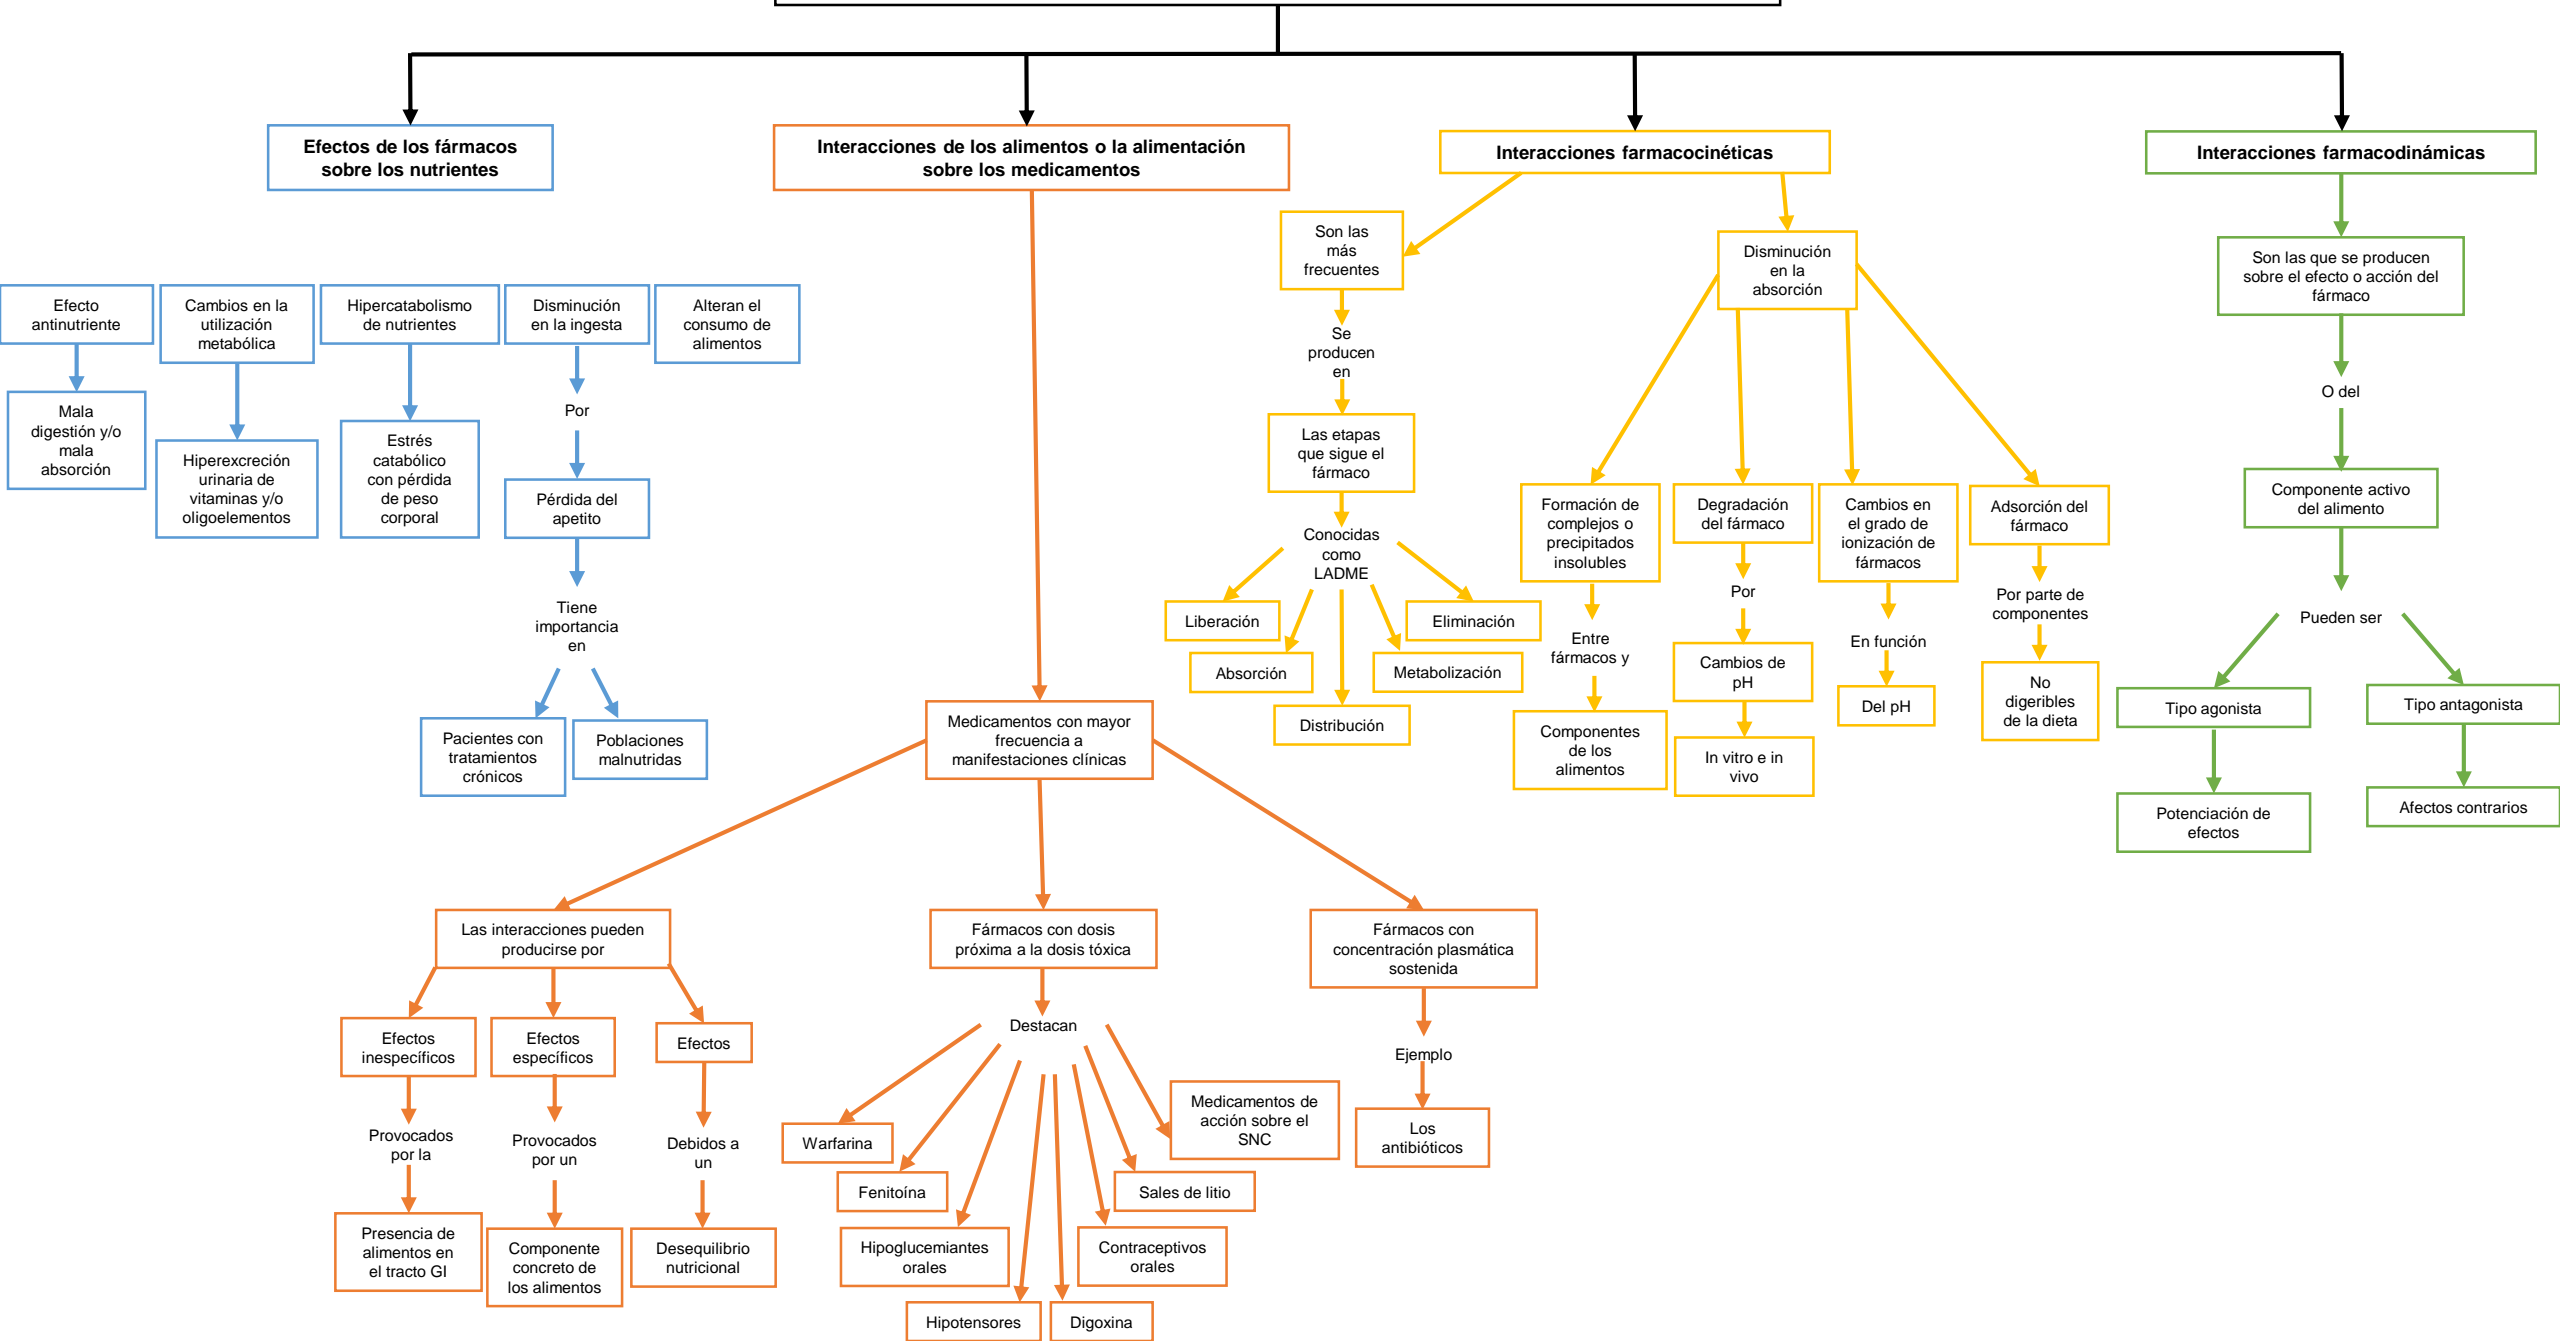 Efectos de los fármacos
sobre los nutrientes
Interacciones de los alimentos o la alimentación
sobre los medicamentos
Interacciones farmacocinéticas
Interacciones farmacodinámicas
Efecto
antinutriente
Mala
digestión y/o
mala
absorción
Cambios en la
utilización
metabólica
Hiperexcreción
urinaria de
vitaminas y/o
oligoelementos
Hipercatabolismo
de nutrientes
Estrés
catabólico
con pérdida
de peso
corporal
Disminución
en la ingesta
Por
Pérdida del
apetito
Tiene
importancia
en
Pacientes con
tratamientos
crónicos
Poblaciones
malnutridas
Alteran el
consumo de
alimentos
Medicamentos con mayor
frecuencia a
manifestaciones clínicas
Las interacciones pueden
producirse por
Efectos
inespecíficos
Provocados
por la
Presencia de
alimentos en
el tracto GI
Efectos
específicos
Provocados
por un
Componente
concreto de
los alimentos
Efectos
Debidos a
un
Desequilibrio
nutricional
Fármacos con dosis
próxima a la dosis tóxica
Destacan
Warfarina
Fenitoína
Hipoglucemiantes
orales
Hipotensores
Digoxina
Contraceptivos
orales
Sales de litio
Medicamentos de
acción sobre el
SNC
Fármacos con
concentración plasmática
sostenida
Ejemplo
Los
antibióticos
Son las
más
frecuentes
Se
producen
en
Las etapas
que sigue el
fármaco
Conocidas
como
LADME
Liberación
Absorción
Distribución
Metabolización
Eliminación
Disminución
en la
absorción
Formación de
complejos o
precipitados
insolubles
Entre
fármacos y
Componentes
de los
alimentos
Degradación
del fármaco
Por
Cambios de
pH
In vitro e in
vivo
Cambios en
el grado de
ionización de
fármacos
En función
Del pH
Adsorción del
fármaco
Por parte de
componentes
No
digeribles
de la dieta
Son las que se producen
sobre el efecto o acción del
fármaco
O del
Componente activo
del alimento
Pueden ser
Tipo agonista
Potenciación de
efectos
Tipo antagonista
Afectos contrarios